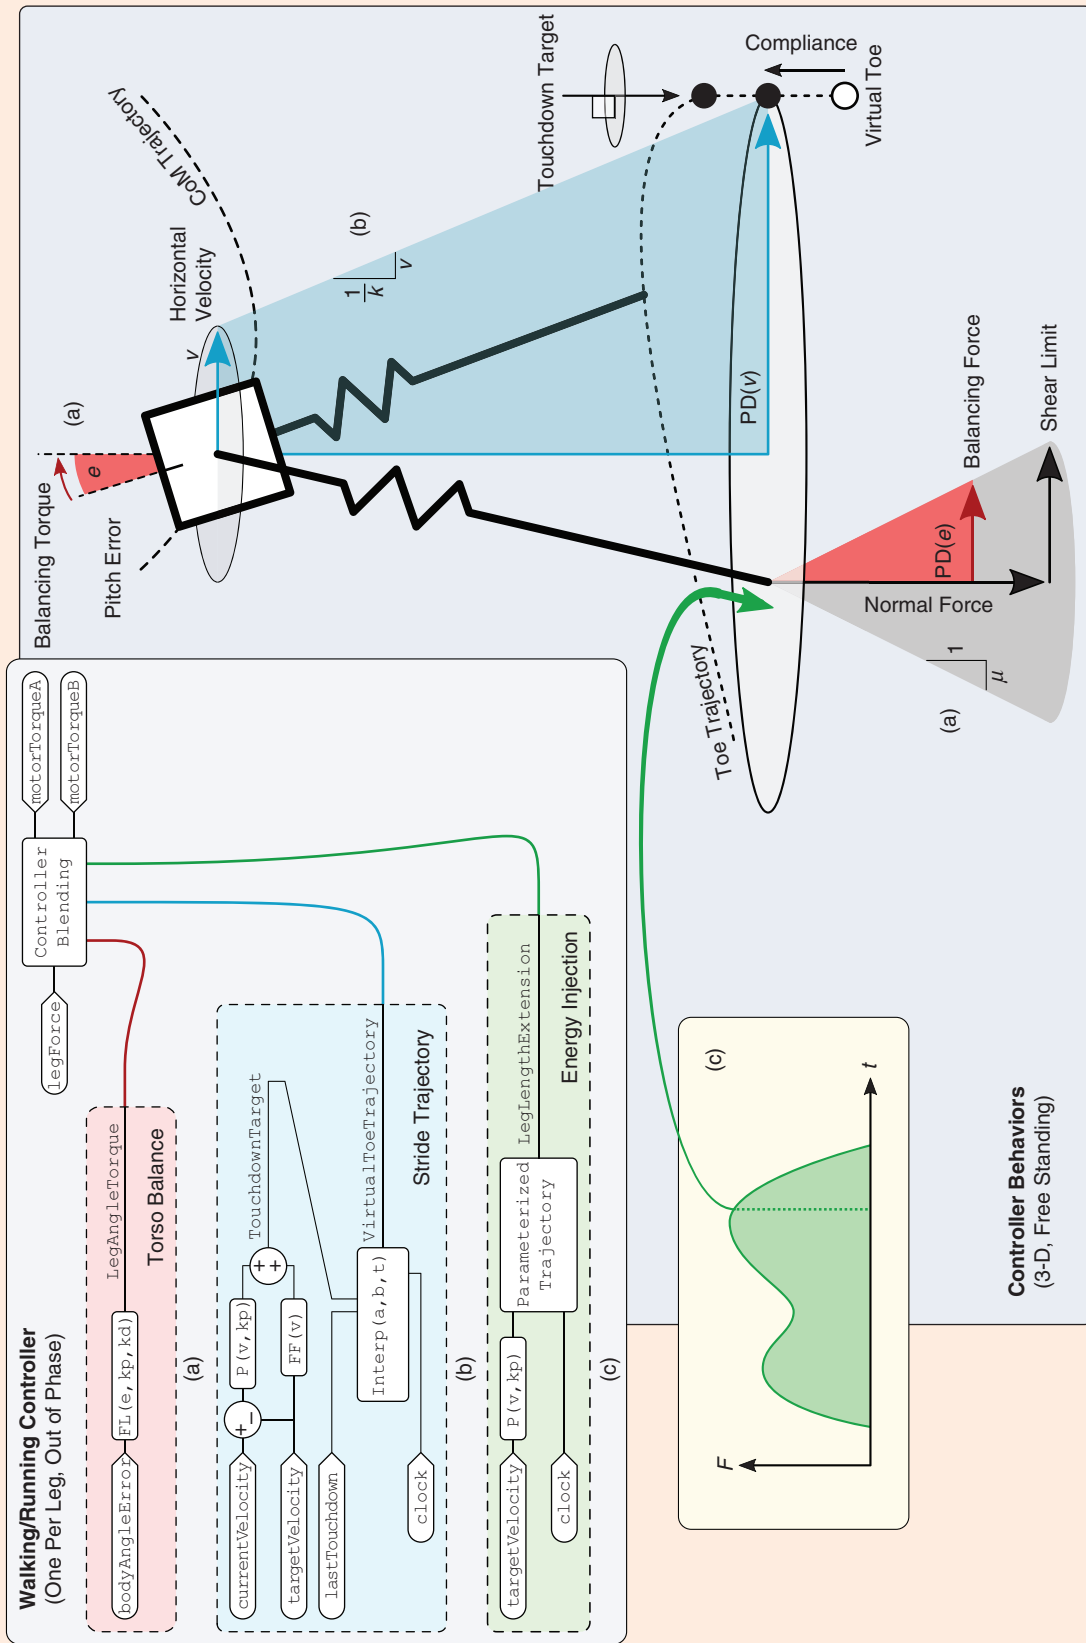 Walking/Running Controller
(One Per Leg, Out of Phase)
bodyAngleError
FL(e,kp,kd)
LegAngleTorque
Torso Balance
(a)
legForce
Controller
Blending
motorTorqueA
motorTorqueB
currentVelocity
targetVelocity
lastTouchdown
clock
+
−
P(v,kp)
FF(v)
+
+
TouchdownTarget
Interp(a,b,t)
VirtualToeTrajectory
Stride Trajectory
(b)
targetVelocity
clock
P(v,kp)
Parameterized
Trajectory
LegLengthExtension
Energy Injection
(c)
F
t
(c)
Controller Behaviors
(3-D, Free Standing)
Balancing Torque
(a)
Pitch Error
e
v
Horizontal
Velocity
CoM Trajectory
(b)
1
k
v
Touchdown Target
Compliance
Virtual Toe
Toe Trajectory
PD(v)
PD(e)
Normal Force
Balancing Force
Shear Limit
(a)
1
μ